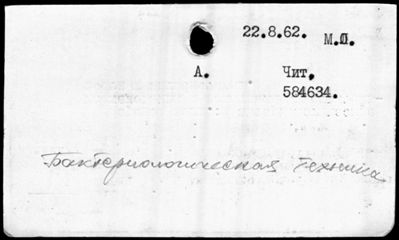 22.8.62. М.Ш.
А. Чит.
584634.
Бактериологическая техника